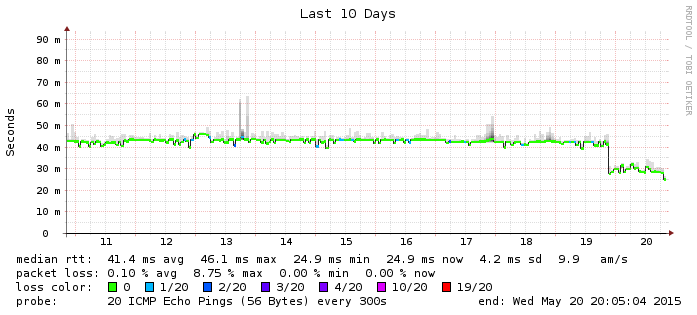 Last 10 Days
RRDTOOL / TOBI OETIKER
Seconds
90 m
80 m
70 m
60 m
50 m
40 m
30 m
20 m
10 m
0
11 12 13 14 15 16 17 18 19 20
median rtt: 41.4 ms avg 46.1 ms max 24.9 ms min 24.9 ms now 4.2 ms sd 9.9 am/s
packet loss: 0.10 % avg 8.75 % max 0.00 % min 0.00 % now
loss color: 0 1/20 2/20 3/20 4/20 10/20 19/20
probe: 20 ICMP Echo Pings (56 Bytes) every 300s end: Wed May 20 20:05:04 2015